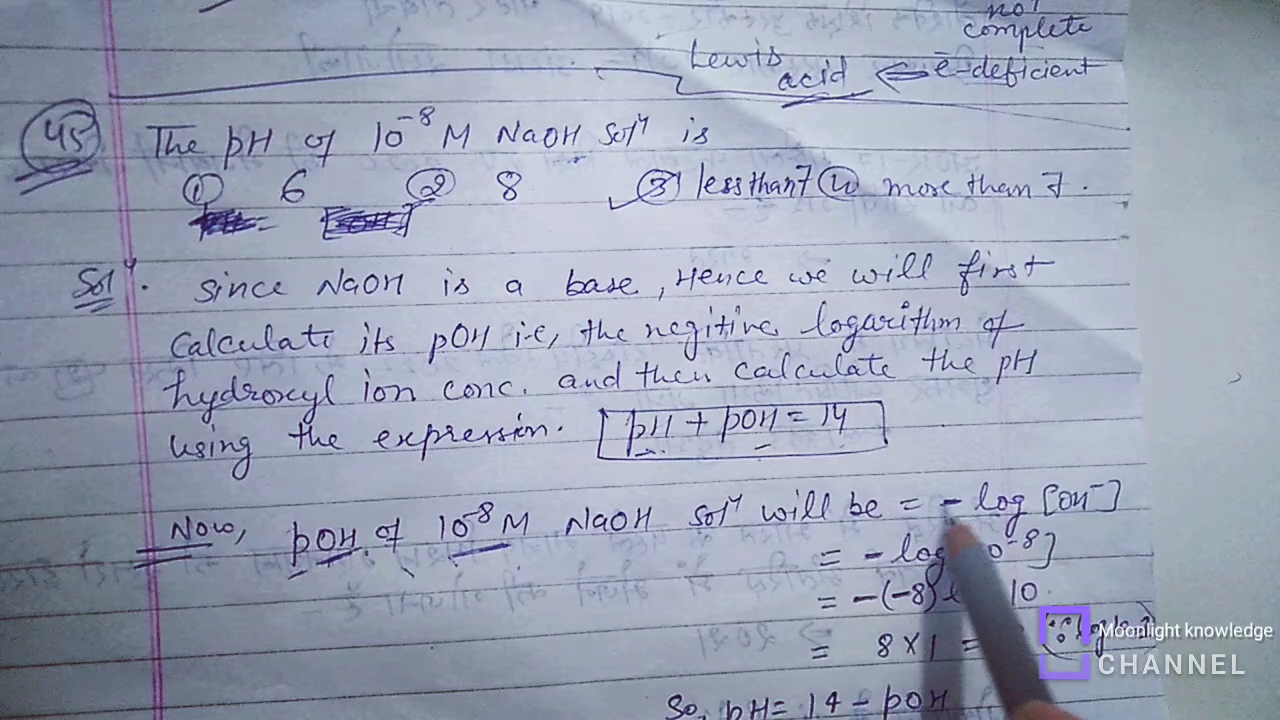 not
complete
Lewis
acid ⇐ e-deficient
45 The pH of 10⁻⁸ M NaOH Solⁿ is
① 6 ② 8 ✓③ less than 7 ④ more than 7.
Solⁿ. Since NaOH is a base, Hence we will first
Calculate its pOH i.e, the negitive logarithm of
hydroxyl ion conc. and then calculate the pH
using the expression. pH + pOH = 14
Now, pOH of 10⁻⁸ M NaOH Solⁿ will be = - log [OH⁻]
= - log 0⁻⁸]
= -(-8) 10
= 8 × 1 =
So, pH = 14 - pOH
Moonlight knowledge
CHANNEL